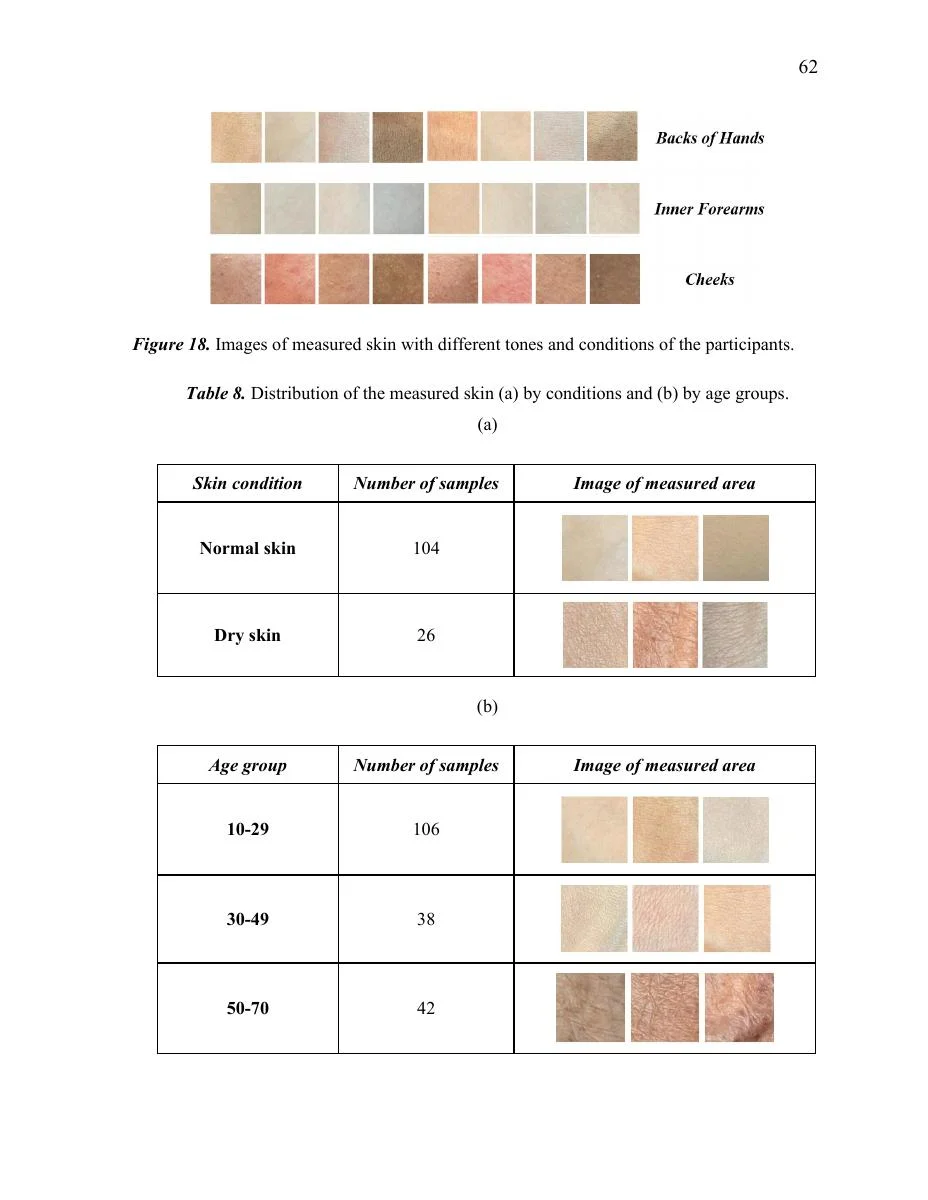 62
Backs of Hands
Inner Forearms
Cheeks
Figure 18. Images of measured skin with different tones and conditions of the participants.
Table 8. Distribution of the measured skin (a) by conditions and (b) by age groups.
(a)
Skin condition Number of samples Image of measured area
Normal skin 104
Dry skin 26
(b)
Age group Number of samples Image of measured area
10-29 106
30-49 38
50-70 42